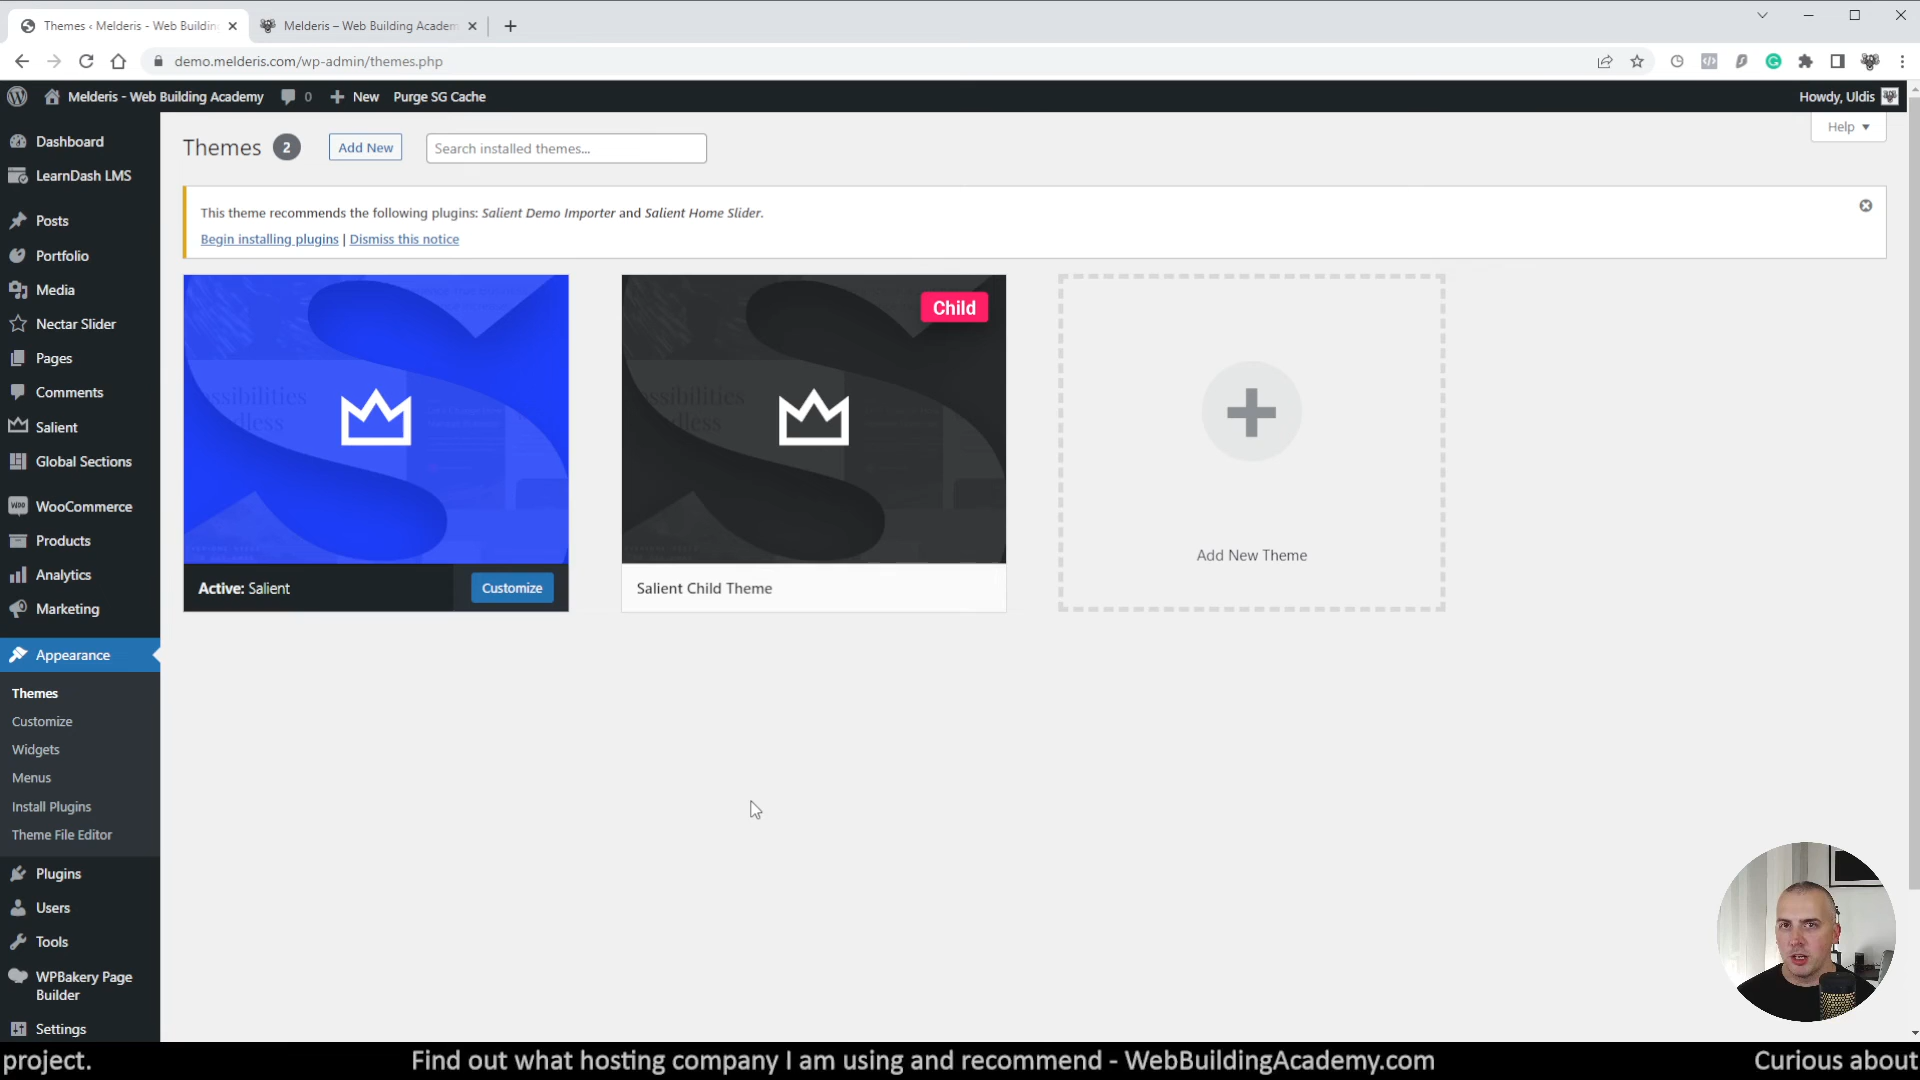 Themes ‹ Melderis - Web Building
Melderis – Web Building Academ
demo.melderis.com/wp-admin/themes.php
Melderis - Web Building Academy
0
New
Purge SG Cache
Howdy, Uldis
Help
Dashboard
LearnDash LMS
Posts
Portfolio
Media
Nectar Slider
Pages
Comments
Salient
Global Sections
WooCommerce
Products
Analytics
Marketing
Appearance
Themes
Customize
Widgets
Menus
Install Plugins
Theme File Editor
Plugins
Users
Tools
WPBakery Page
Builder
Settings
Themes 2
Add New
Search installed themes...
This theme recommends the following plugins: Salient Demo Importer and Salient Home Slider.
Begin installing plugins | Dismiss this notice
ssibilities
dless
Active: Salient
Customize
Child
ssibilities
dless
Salient Child Theme
Add New Theme
project.
Find out what hosting company I am using and recommend - WebBuildingAcademy.com
Curious about